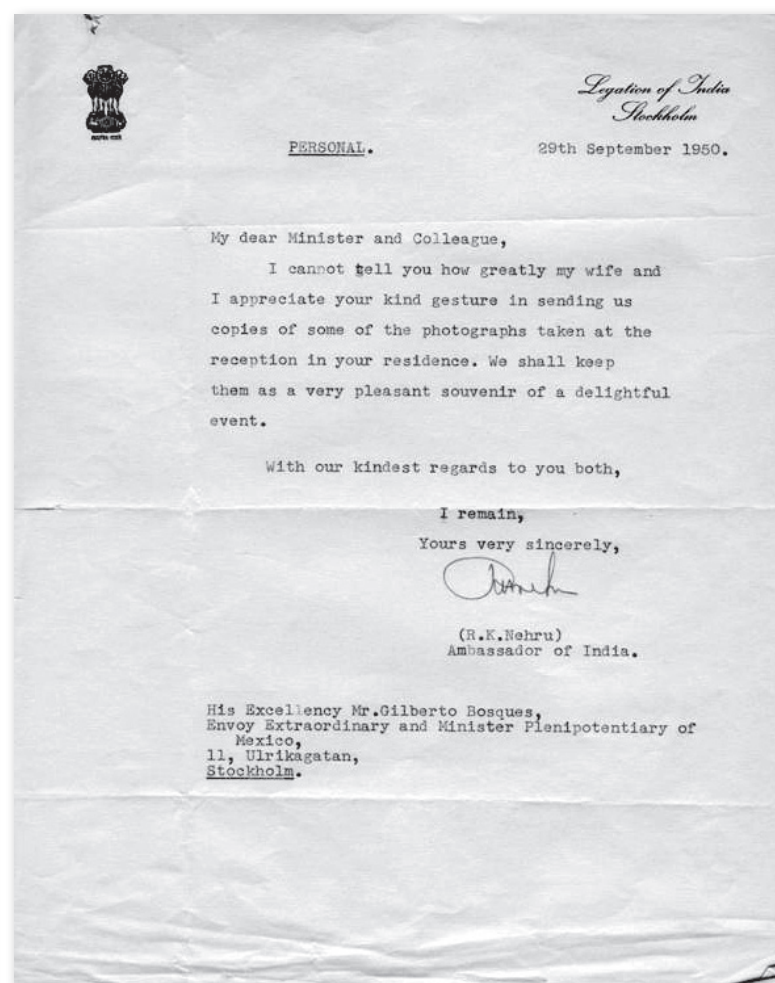 Legation of India
Stockholm
PERSONAL.
29th September 1950.
My dear Minister and Colleague,
I cannot tell you how greatly my wife and
I appreciate your kind gesture in sending us
copies of some of the photographs taken at the
reception in your residence. We shall keep
them as a very pleasant souvenir of a delightful
event.
With our kindest regards to you both,
I remain,
Yours very sincerely,
(R.K.Nehru)
Ambassador of India.
His Excellency Mr.Gilberto Bosques,
Envoy Extraordinary and Minister Plenipotentiary of
Mexico,
11, Ulrikagatan,
Stockholm.